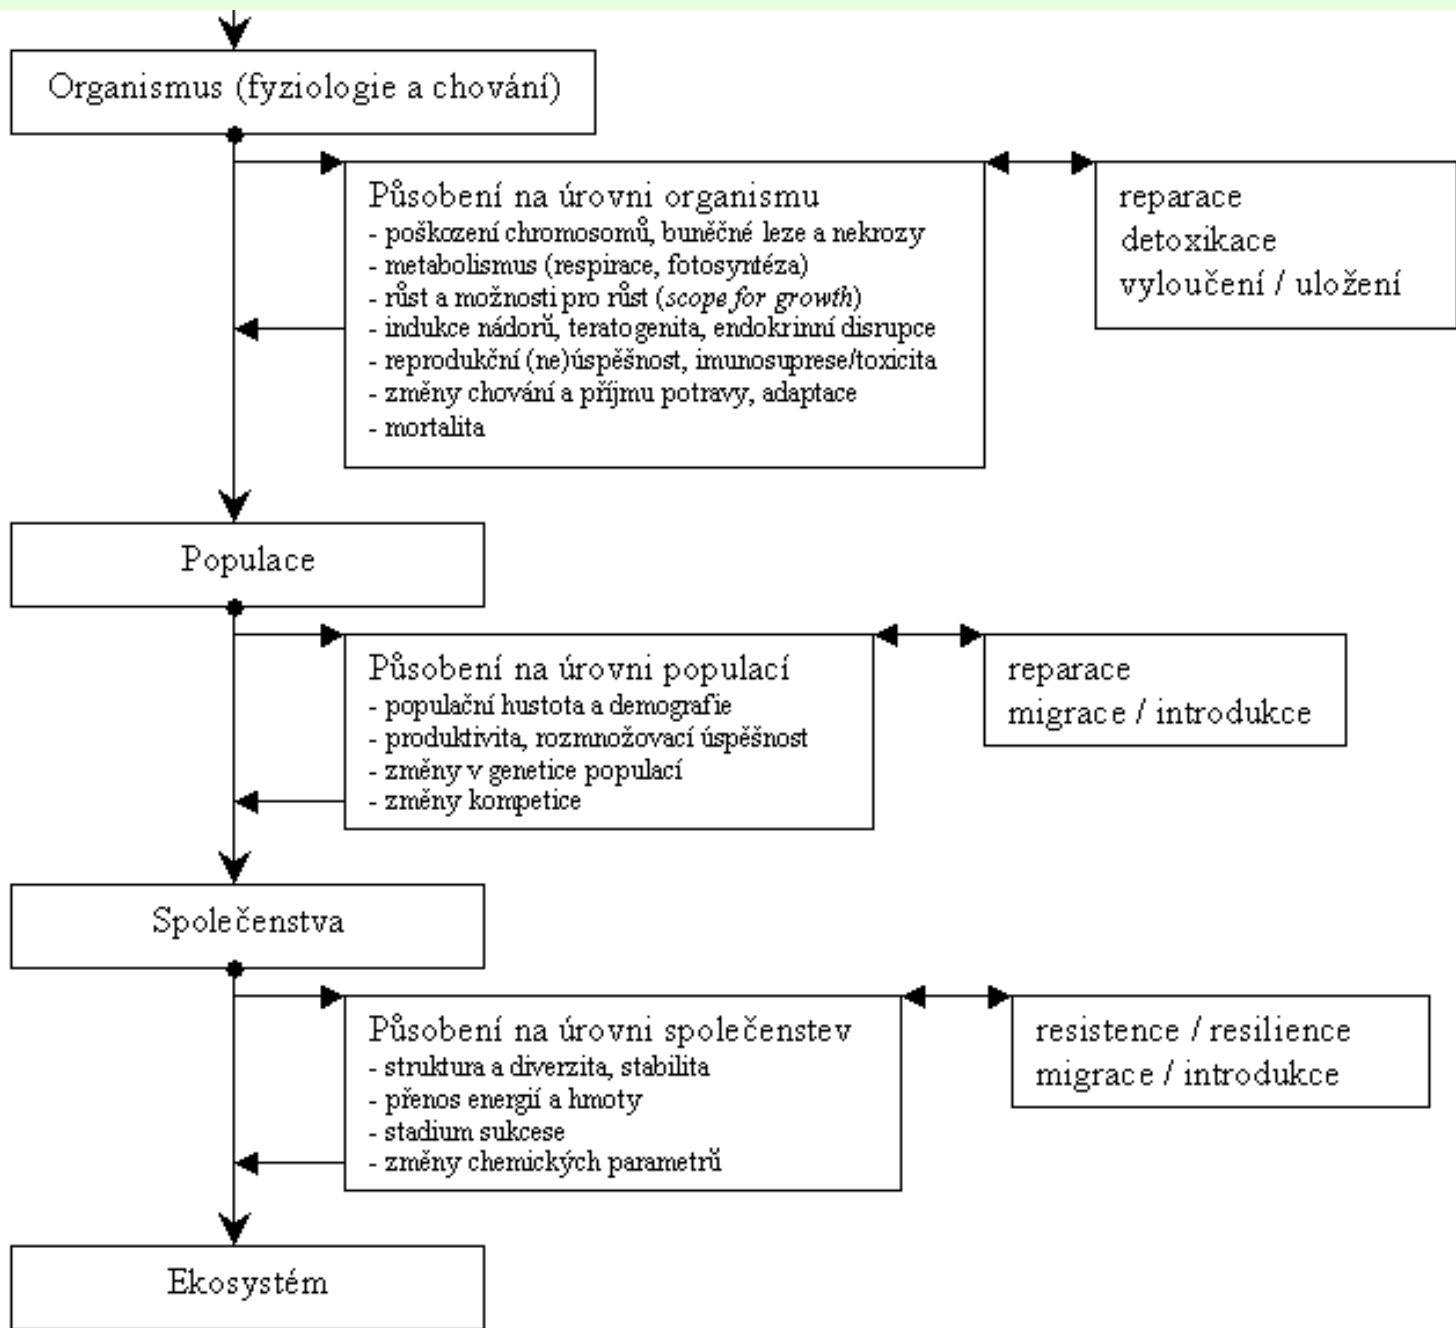 Organismus (fyziologie a chování)
Působení na úrovni organismu
- poškození chromosomů, buněčné leze a nekrozy
- metabolismus (respirace, fotosyntéza)
- růst a možnosti pro růst (scope for growth)
- indukce nádorů, teratogenita, endokrinní disrupce
- reprodukční (ne)úspěšnost, imunosuprese/toxicita
- změny chování a příjmu potravy, adaptace
- mortalita
reparace
detoxikace
vyloučení / uložení
Populace
Působení na úrovni populací
- populační hustota a demografie
- produktivita, rozmnožovací úspěšnost
- změny v genetice populací
- změny kompetice
reparace
migrace / introdukce
Společenstva
Působení na úrovni společenstev
- struktura a diverzita, stabilita
- přenos energií a hmoty
- stadium sukcese
- změny chemických parametrů
resistence / resilience
migrace / introdukce
Ekosystém